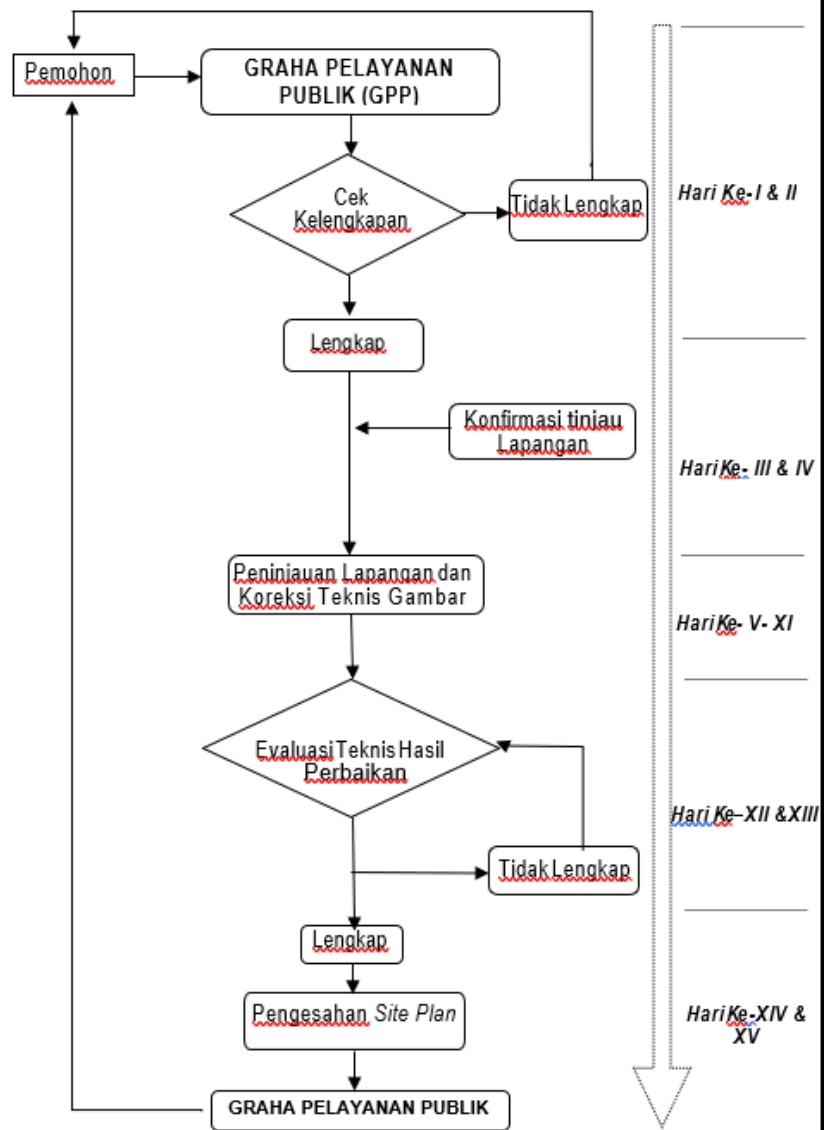 Pemohon
GRAHA PELAYANAN
PUBLIK (GPP)
Cek
Kelengkapan
Tidak Lengkap
Hari Ke- I & II
Lengkap
Konfirmasi tinjau
Lapangan
Hari Ke- III & IV
Peninjauan Lapangan dan
Koreksi Teknis Gambar
Hari Ke- V- XI
Evaluasi Teknis Hasil
Perbaikan
Hari Ke–XII &XIII
Tidak Lengkap
Lengkap
Pengesahan Site Plan
Hari Ke-XIV &
XV
GRAHA PELAYANAN PUBLIK